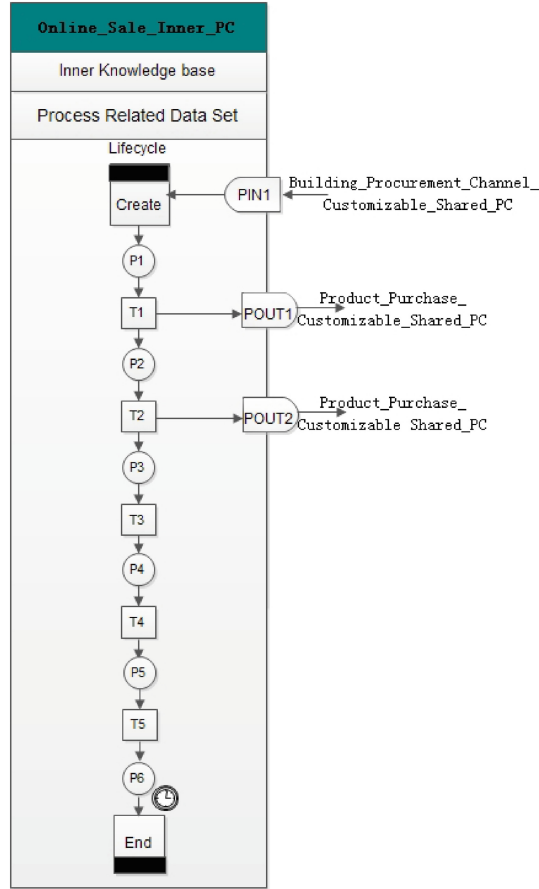 Online_Sale_Inner_PC
Inner Knowledge base
Process Related Data Set
Lifecycle
Create
PIN1
Building_Procurement_Channel_
Customizable_Shared_PC
P1
T1
POUT1
Product_Purchase_
Customizable_Shared_PC
P2
T2
POUT2
Product_Purchase_
Customizable Shared_PC
P3
T3
P4
T4
P5
T5
P6
End